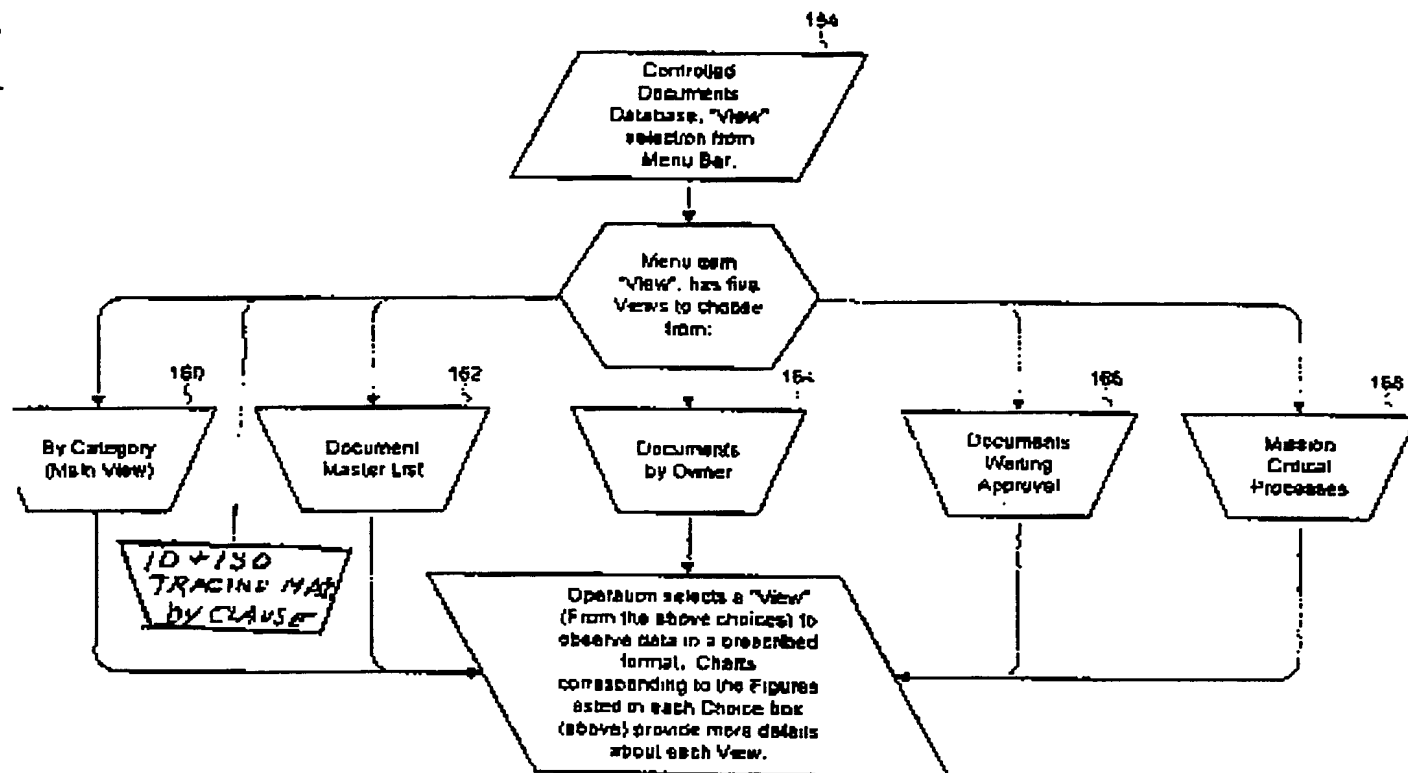 194
Controlled
Documents
Database, "View"
selection from
Menu Bar.
Menu
"View", has five
Views to choose
from:
160
162
166
168
By Category
(Main View)
Document
Master List
Documents
by Owner
Documents
Waiting
Approval
Mission
Critical
Processes
TRACING MAP
by CLAUSE
Operation selects a "View"
(From the above choices) to
observe data in a prescribed
format. Charts
corresponding to the Figures
listed in each Choice box
(above) provide more details
about each View.